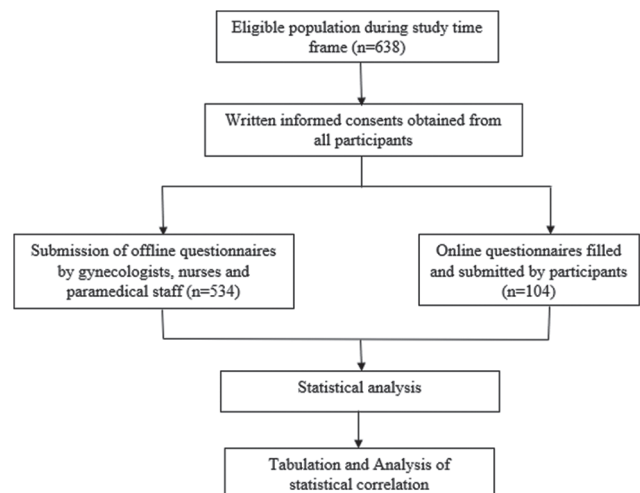 Eligible population during study time
frame (n=638)
Written informed consents obtained from
all participants
Submission of offline questionnaires
by gynecologists, nurses and
paramedical staff (n=534)
Online questionnaires filled
and submitted by participants
(n=104)
Statistical analysis
Tabulation and Analysis of
statistical correlation